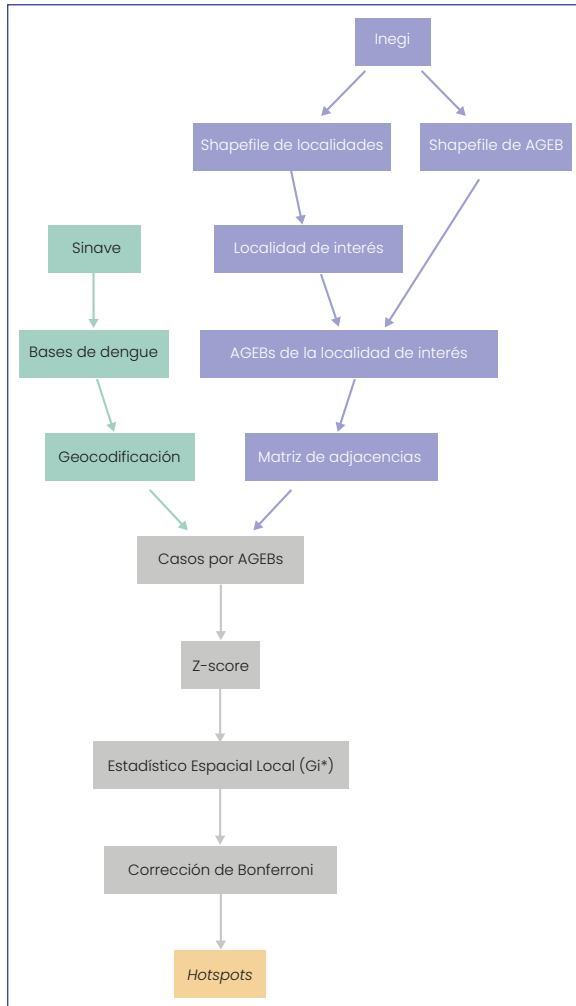 Inegi
Shapefile de localidades
Shapefile de AGEB
Sinave
Localidad de interés
Bases de dengue
AGEBs de la localidad de interés
Geocodificación
Matriz de adjacencias
Casos por AGEBs
Z-score
Estadístico Espacial Local (Gi*)
Corrección de Bonferroni
Hotspots